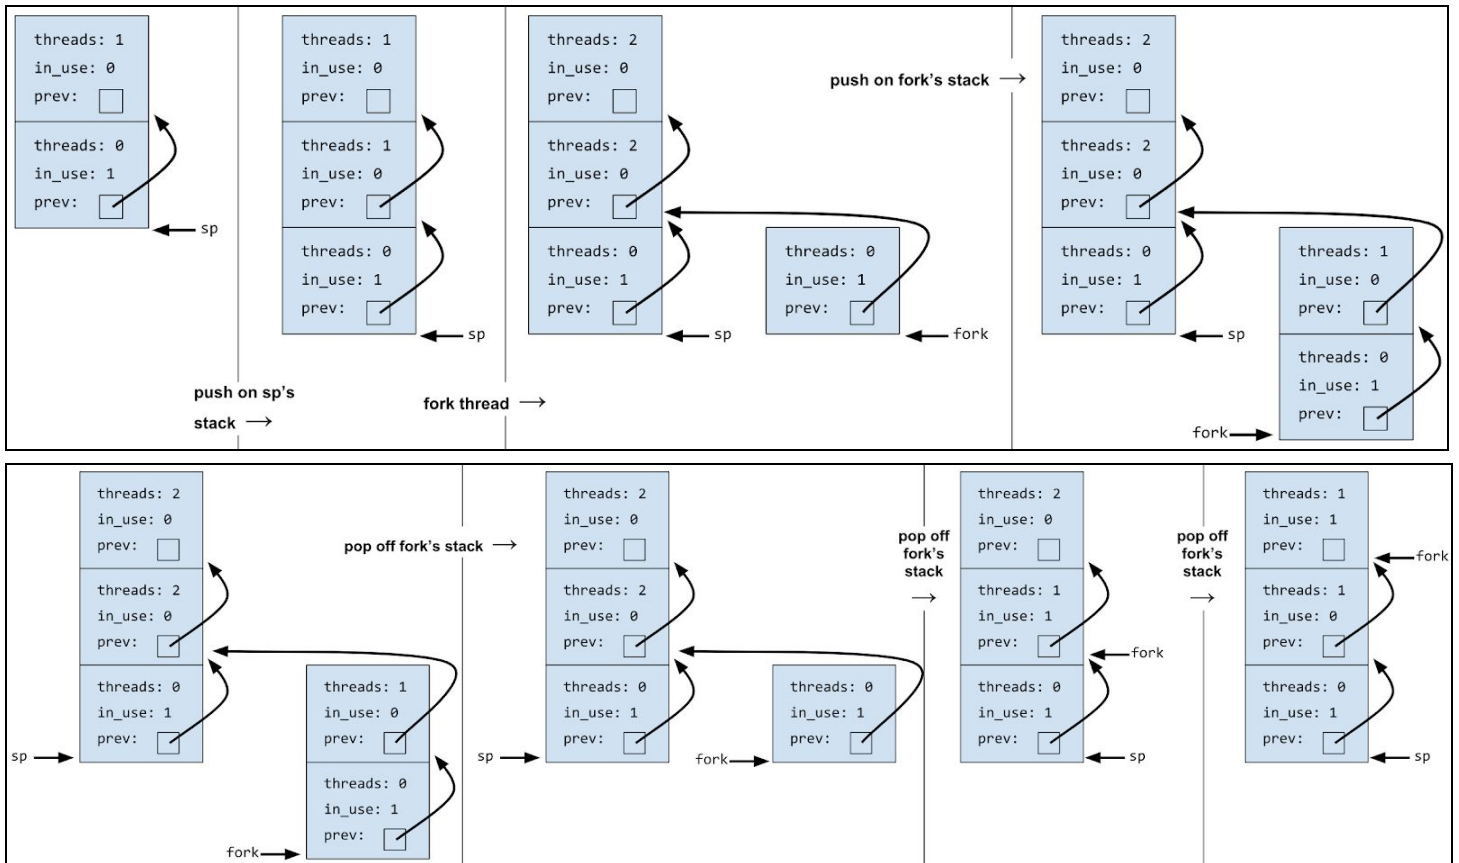 threads: 1
in_use: 0
prev:
threads: 0
in_use: 1
prev:
sp
push on sp's
stack →
threads: 1
in_use: 0
prev:
threads: 1
in_use: 0
prev:
threads: 0
in_use: 1
prev:
sp
fork thread →
threads: 2
in_use: 0
prev:
threads: 2
in_use: 0
prev:
threads: 0
in_use: 1
prev:
sp
threads: 0
in_use: 1
prev:
fork
push on fork's stack →
threads: 2
in_use: 0
prev:
threads: 2
in_use: 0
prev:
threads: 0
in_use: 1
prev:
sp
threads: 1
in_use: 0
prev:
threads: 0
in_use: 1
prev:
fork
threads: 2
in_use: 0
prev:
threads: 2
in_use: 0
prev:
threads: 0
in_use: 1
prev:
sp
threads: 1
in_use: 0
prev:
threads: 0
in_use: 1
prev:
fork
pop off fork's stack →
threads: 2
in_use: 0
prev:
threads: 2
in_use: 0
prev:
threads: 0
in_use: 1
prev:
sp
threads: 0
in_use: 1
prev:
fork
pop off
fork's
stack
→
threads: 2
in_use: 0
prev:
threads: 1
in_use: 1
prev:
fork
threads: 0
in_use: 1
prev:
sp
pop off
fork's
stack
→
threads: 1
in_use: 1
prev:
fork
threads: 1
in_use: 0
prev:
threads: 0
in_use: 1
prev:
sp